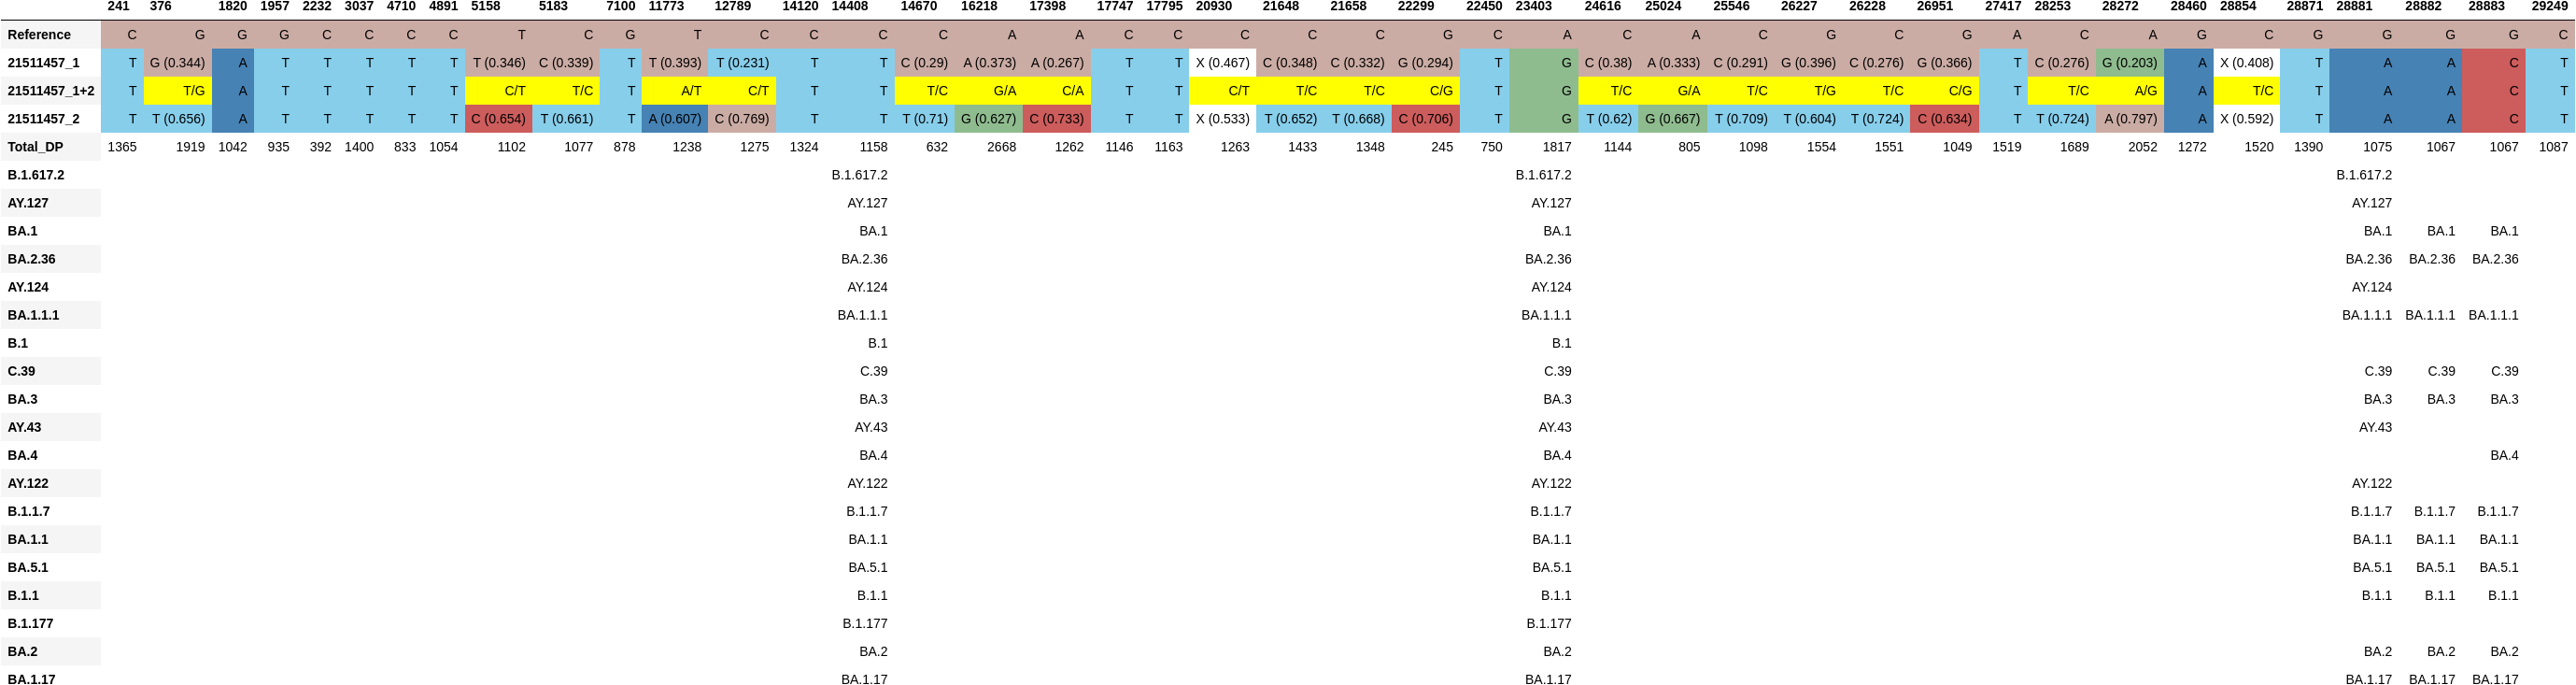 241 376 1820 1957 2232 3037 4710 4891 5158 5183 7100 11773 12789 14120 14408 14670 16218 17398 17747 17795 20930 21648 21658 22299 22450 23403 24616 25024 25546 26227 26228 26951 27417 28253 28272 28460 28854 28871 28881 28882 28883 29249
Reference C G G G C C C C T C G T C C C C A A C C C C C G C A C A C G C G A C A G C G G G G C
21511457_1 T G (0.344) A T T T T T T (0.346) C (0.339) T T (0.393) T (0.231) T T C (0.29) A (0.373) A (0.267) T T X (0.467) C (0.348) C (0.332) G (0.294) T G C (0.38) A (0.333) C (0.291) G (0.396) C (0.276) G (0.366) T C (0.276) G (0.203) A X (0.408) T A A C T
21511457_1+2 T T/G A T T T T T C/T T/C T A/T C/T T T T/C G/A C/A T T C/T T/C T/C C/G T G T/C G/A T/C T/G T/C C/G T T/C A/G A T/C T A A C T
21511457_2 T T (0.656) A T T T T T C (0.654) T (0.661) T A (0.607) C (0.769) T T T (0.71) G (0.627) C (0.733) T T X (0.533) T (0.652) T (0.668) C (0.706) T G T (0.62) G (0.667) T (0.709) T (0.604) T (0.724) C (0.634) T T (0.724) A (0.797) A X (0.592) T A A C T
Total_DP 1365 1919 1042 935 392 1400 833 1054 1102 1077 878 1238 1275 1324 1158 632 2668 1262 1146 1163 1263 1433 1348 245 750 1817 1144 805 1098 1554 1551 1049 1519 1689 2052 1272 1520 1390 1075 1067 1067 1087
B.1.617.2 B.1.617.2 B.1.617.2 B.1.617.2
AY.127 AY.127 AY.127 AY.127
BA.1 BA.1 BA.1 BA.1 BA.1 BA.1
BA.2.36 BA.2.36 BA.2.36 BA.2.36 BA.2.36 BA.2.36
AY.124 AY.124 AY.124 AY.124
BA.1.1.1 BA.1.1.1 BA.1.1.1 BA.1.1.1 BA.1.1.1 BA.1.1.1
B.1 B.1 B.1
C.39 C.39 C.39 C.39 C.39 C.39
BA.3 BA.3 BA.3 BA.3 BA.3 BA.3
AY.43 AY.43 AY.43 AY.43
BA.4 BA.4 BA.4 BA.4
AY.122 AY.122 AY.122 AY.122
B.1.1.7 B.1.1.7 B.1.1.7 B.1.1.7 B.1.1.7 B.1.1.7
BA.1.1 BA.1.1 BA.1.1 BA.1.1 BA.1.1 BA.1.1
BA.5.1 BA.5.1 BA.5.1 BA.5.1 BA.5.1 BA.5.1
B.1.1 B.1.1 B.1.1 B.1.1 B.1.1 B.1.1
B.1.177 B.1.177 B.1.177
BA.2 BA.2 BA.2 BA.2 BA.2 BA.2
BA.1.17 BA.1.17 BA.1.17 BA.1.17 BA.1.17 BA.1.17